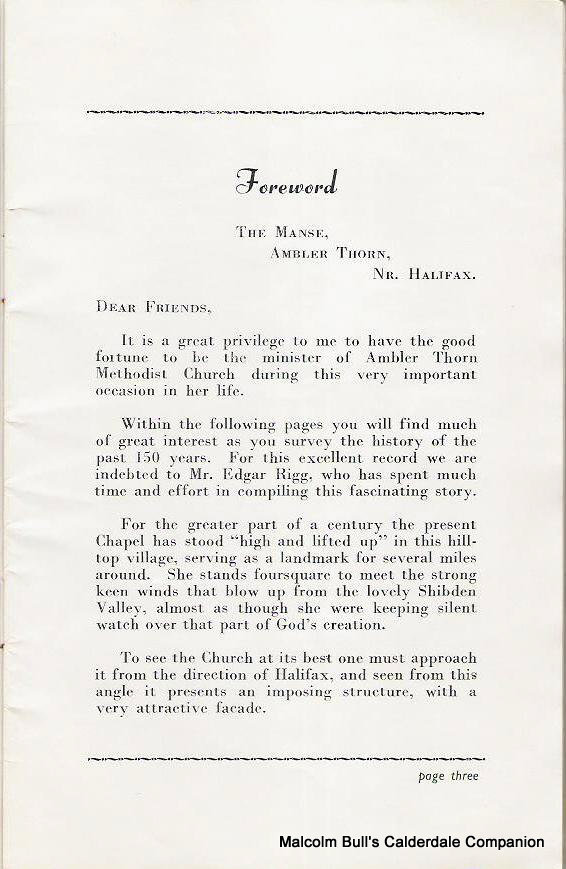 Foreword
THE MANSE,
AMBLER THORN,
NR. HALIFAX.
DEAR FRIENDS,
It is a great privilege to me to have the good
fortune to be the minister of Ambler Thorn
Methodist Church during this very important
occasion in her life.
Within the following pages you will find much
of great interest as you survey the history of the
past 150 years. For this excellent record we are
indebted to Mr. Edgar Rigg, who has spent much
time and effort in compiling this fascinating story.
For the greater part of a century the present
Chapel has stood "high and lifted up" in this hill-
top village, serving as a landmark for several miles
around. She stands foursquare to meet the strong
keen winds that blow up from the lovely Shibden
Valley, almost as though she were keeping silent
watch over that part of God's creation.
To see the Church at its best one must approach
it from the direction of Halifax, and seen from this
angle it presents an imposing structure, with a
very attractive facade.
page three
Malcolm Bull's Calderdale Companion